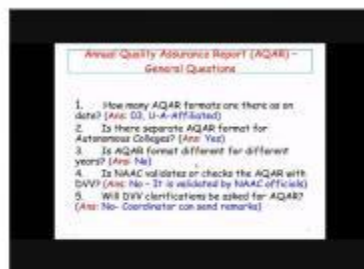 Annual Quality Assurance Report (AQAR) –
General Questions
1. How many AQAR formats are there as on
date? (Ans: 03, U-A-Affiliated)
2. Is there separate AQAR format for
Autonomous Colleges? (Ans: Yes)
3. Is AQAR format different for different
years? (Ans: No)
4. Is NAAC validates or checks the AQAR with
DVV? (Ans: No – It is validated by NAAC officials)
5. Will DVV clarifications be asked for AQAR?
(Ans: No- Coordinator can send remarks)